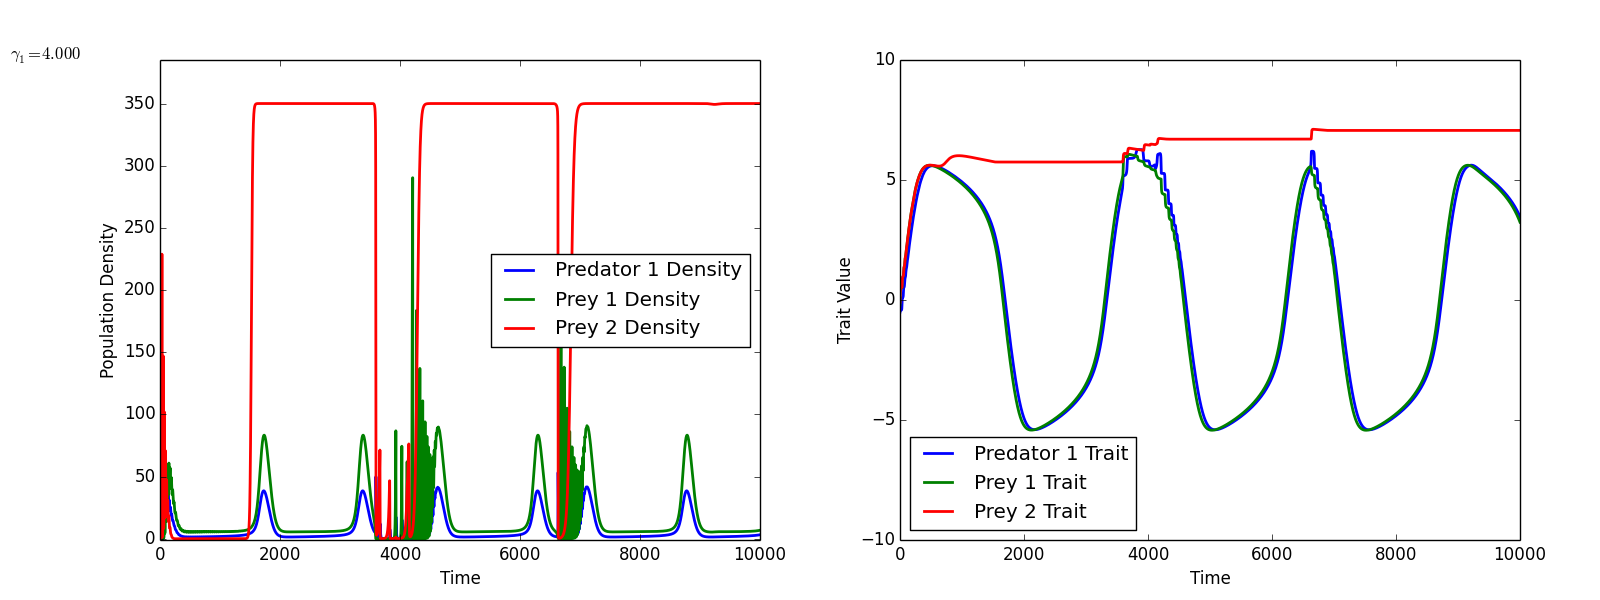 γ1=4.000
Population Density
350
300
250
200
150
100
50
0
0 2000 4000 6000 8000 10000
Time
Predator 1 Density
Prey 1 Density
Prey 2 Density
Trait Value
10
5
0
−5
−10
0 2000 4000 6000 8000 10000
Time
Predator 1 Trait
Prey 1 Trait
Prey 2 Trait